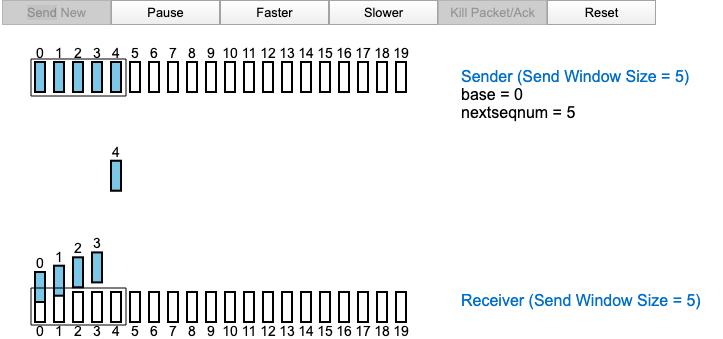 Send New Pause Faster Slower Kill Packet/Ack Reset
0 1 2 3 4 5 6 7 8 9 10 11 12 13 14 15 16 17 18 19
Sender (Send Window Size = 5)
base = 0
nextseqnum = 5
4
0 1 2 3
Receiver (Send Window Size = 5)
0 1 2 3 4 5 6 7 8 9 10 11 12 13 14 15 16 17 18 19